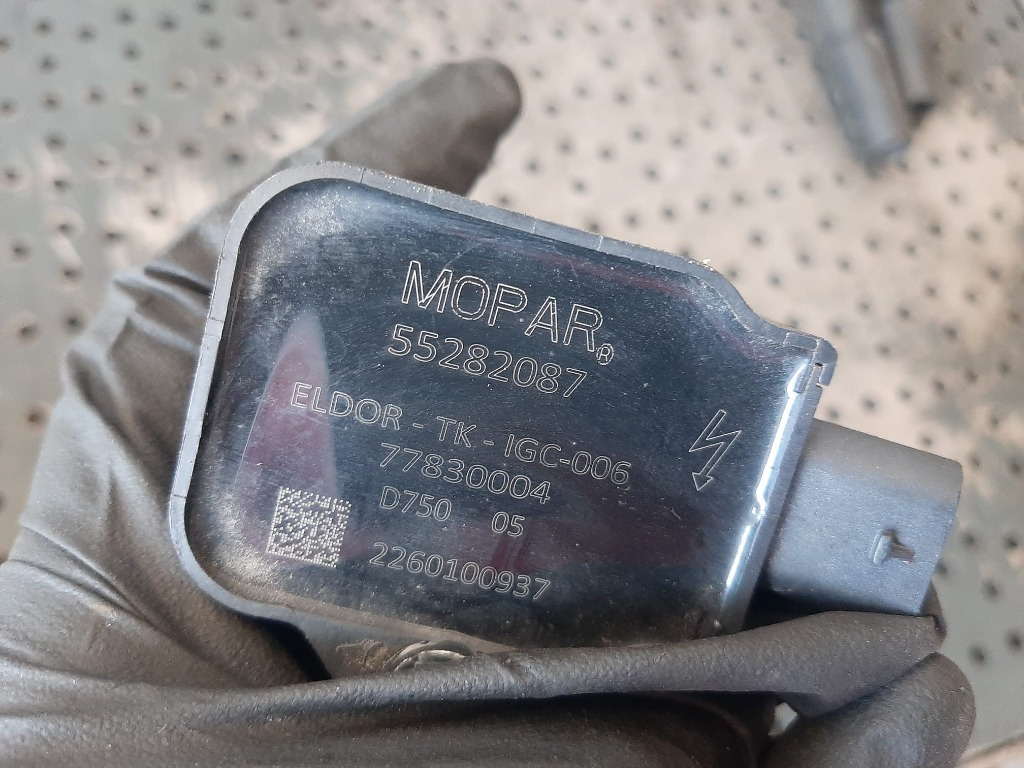 MOPAR®
55282087
ELDOR - TK - IGC-006
77830004
D750 05
2260100937